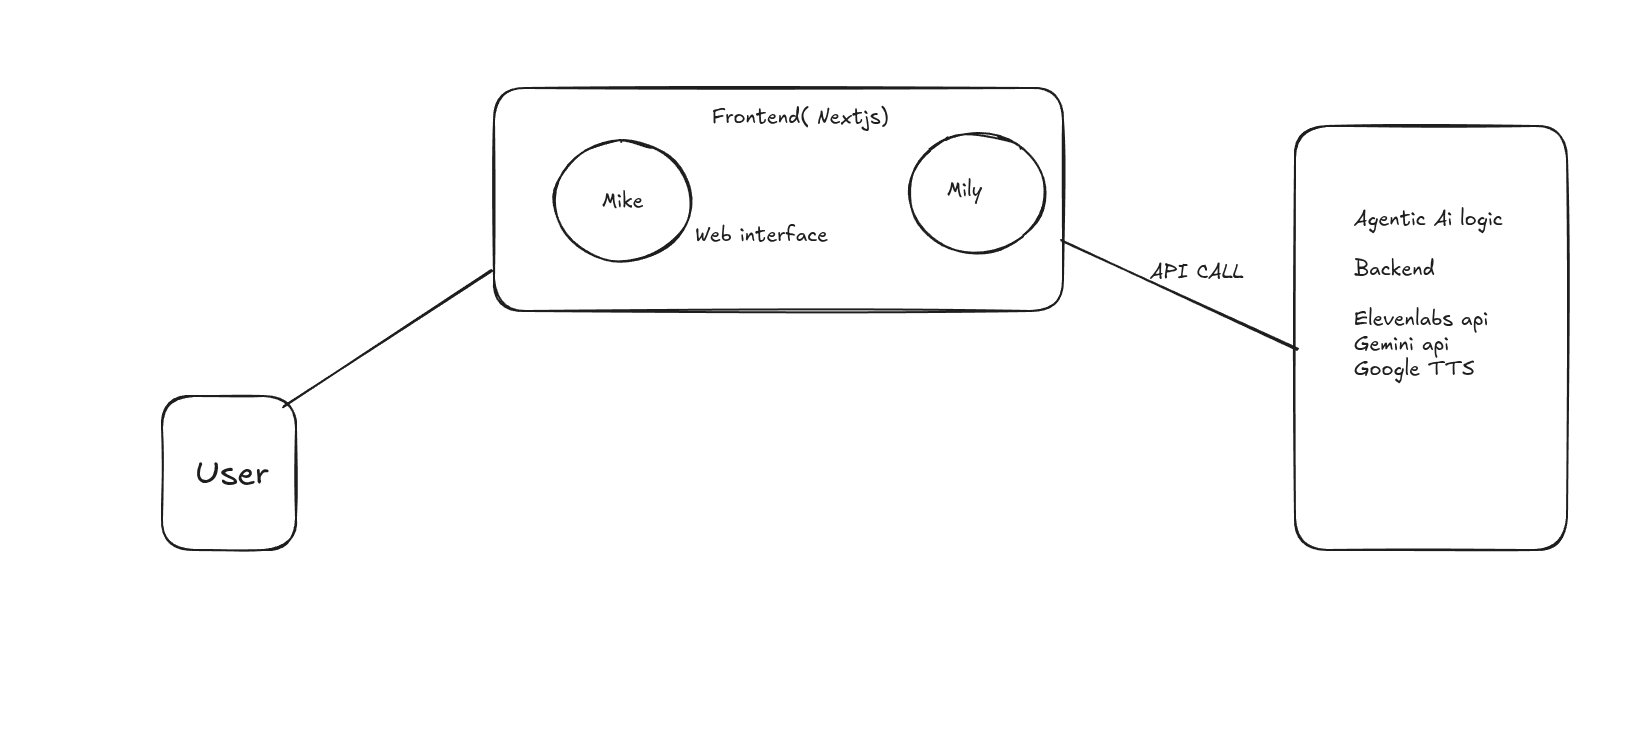 Frontend( Nextjs)
Mike
Mily
Web interface
API CALL
User
Agentic Ai logic
Backend
Elevenlabs api
Gemini api
Google TTS